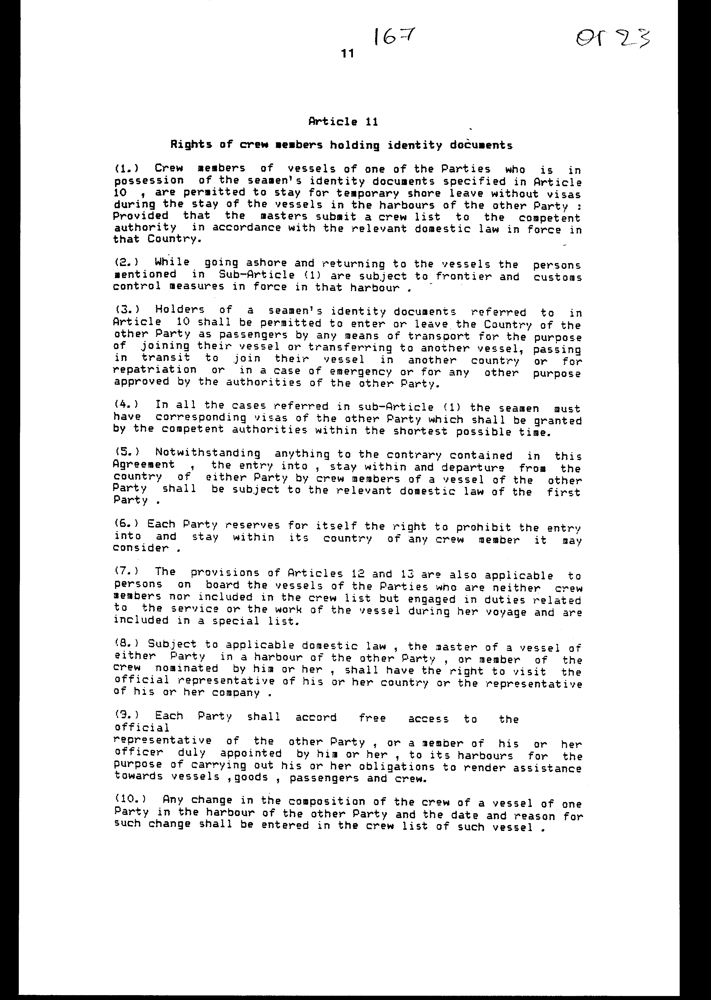 167
Or 23
11
Article 11
Rights of crew members holding identity documents
(1.) Crew members of vessels of one of the Parties who is in
possession of the seamen's identity documents specified in Article
10 , are permitted to stay for temporary shore leave without visas
during the stay of the vessels in the harbours of the other Party :
Provided that the masters submit a crew list to the competent
authority in accordance with the relevant domestic law in force in
that Country.
(2.) While going ashore and returning to the vessels the persons
mentioned in Sub-Article (1) are subject to frontier and customs
control measures in force in that harbour .
(3.) Holders of a seamen's identity documents referred to in
Article 10 shall be permitted to enter or leave the Country of the
other Party as passengers by any means of transport for the purpose
of joining their vessel or transferring to another vessel, passing
in transit to join their vessel in another country or for
repatriation or in a case of emergency or for any other purpose
approved by the authorities of the other Party.
(4.) In all the cases referred in sub-Article (1) the seamen must
have corresponding visas of the other Party which shall be granted
by the competent authorities within the shortest possible time.
(5.) Notwithstanding anything to the contrary contained in this
Agreement , the entry into , stay within and departure from the
country of either Party by crew members of a vessel of the other
Party shall be subject to the relevant domestic law of the first
Party .
(6.) Each Party reserves for itself the right to prohibit the entry
into and stay within its country of any crew member it may
consider .
(7.) The provisions of Articles 12 and 13 are also applicable to
persons on board the vessels of the Parties who are neither crew
members nor included in the crew list but engaged in duties related
to the service or the work of the vessel during her voyage and are
included in a special list.
(8.) Subject to applicable domestic law , the master of a vessel of
either Party in a harbour of the other Party , or member of the
crew nominated by him or her , shall have the right to visit the
official representative of his or her country or the representative
of his or her company .
(9.) Each Party shall accord free access to the
official
representative of the other Party , or a member of his or her
officer duly appointed by him or her , to its harbours for the
purpose of carrying out his or her obligations to render assistance
towards vessels ,goods , passengers and crew.
(10.) Any change in the composition of the crew of a vessel of one
Party in the harbour of the other Party and the date and reason for
such change shall be entered in the crew list of such vessel .